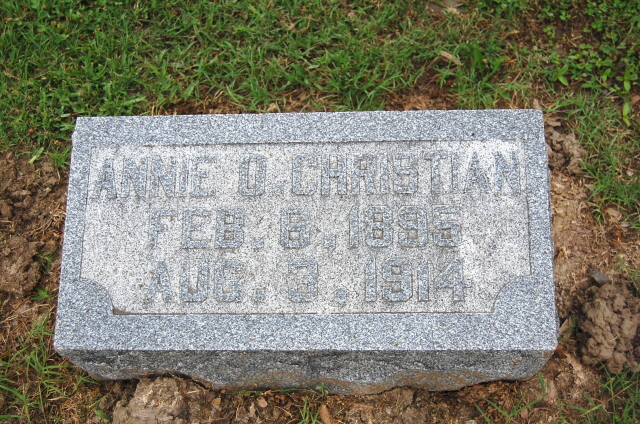 ANNIE O. CHRISTIAN
FEB. 6, 1895
AUG. 3, 1914